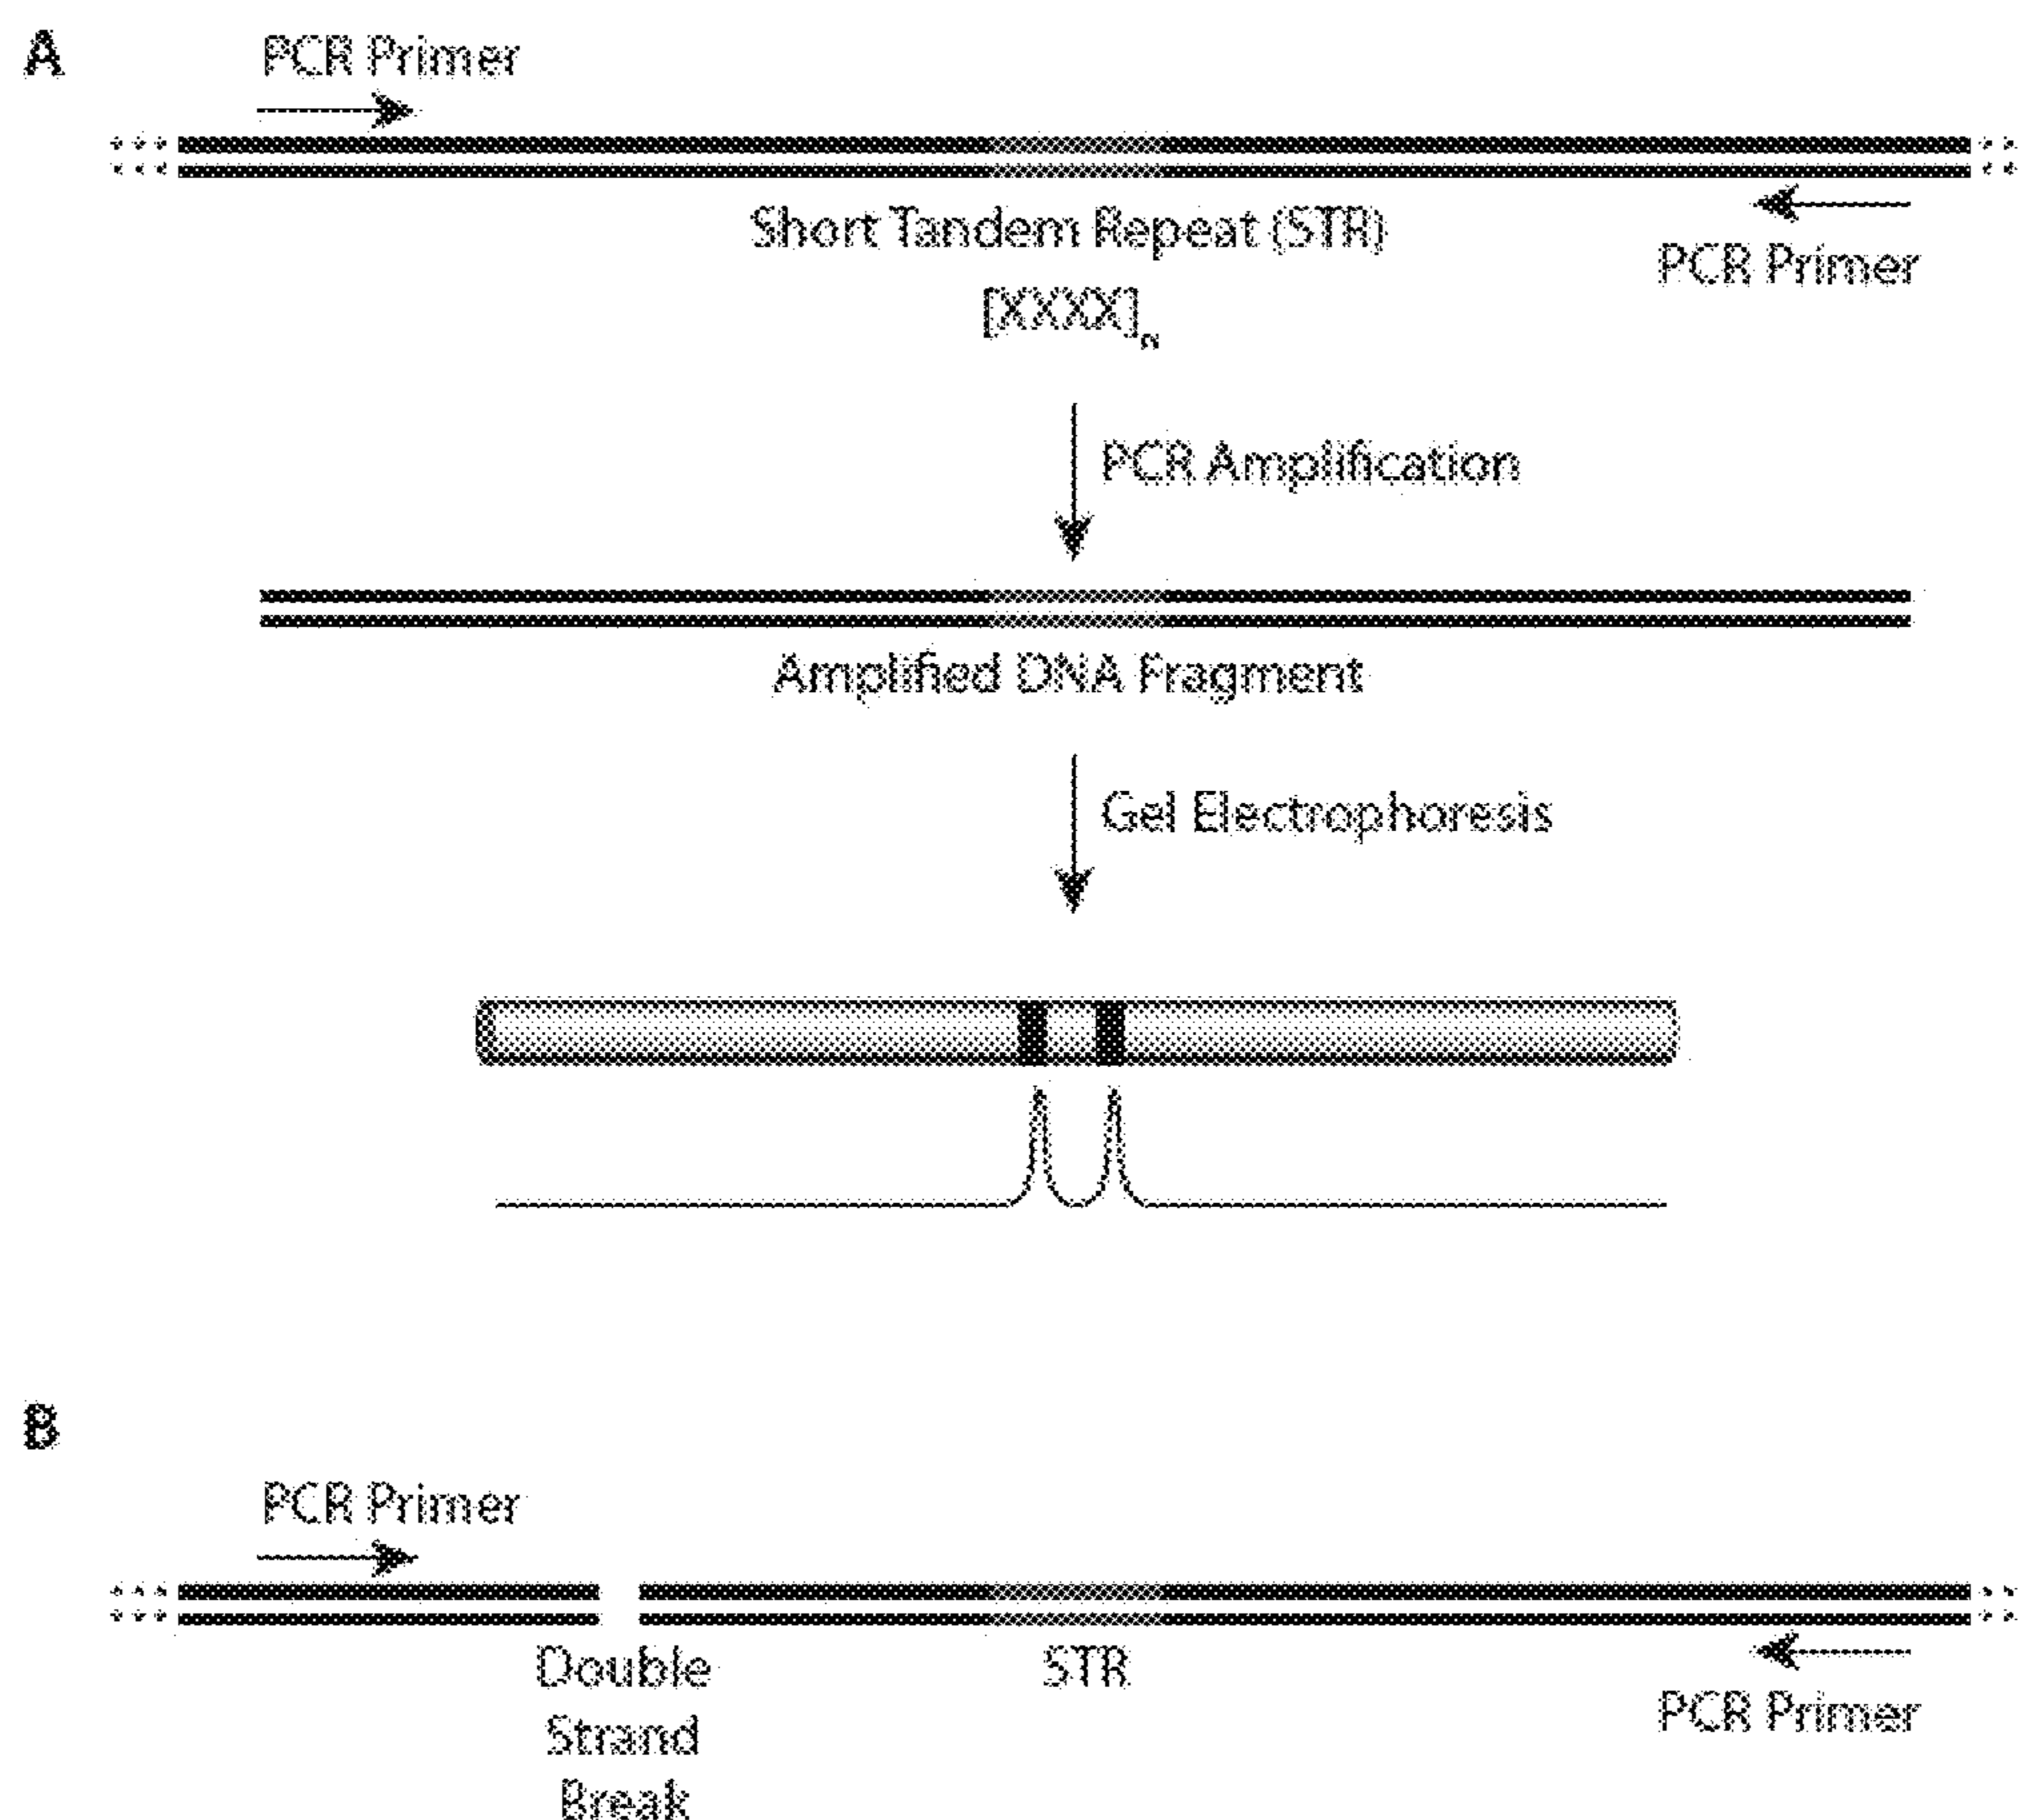 A
PCR Primer
Short Tandem Repeat (STR)
[XXXX]n
PCR Primer
PCR Amplification
Amplified DNA Fragment
Gel Electrophoresis
B
PCR Primer
Double
Strand
Break
STR
PCR Primer